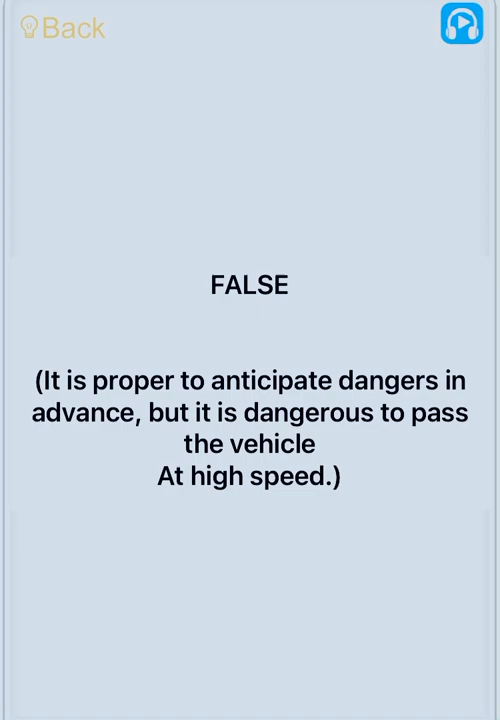 Back
FALSE
(It is proper to anticipate dangers in
advance, but it is dangerous to pass
the vehicle
At high speed.)